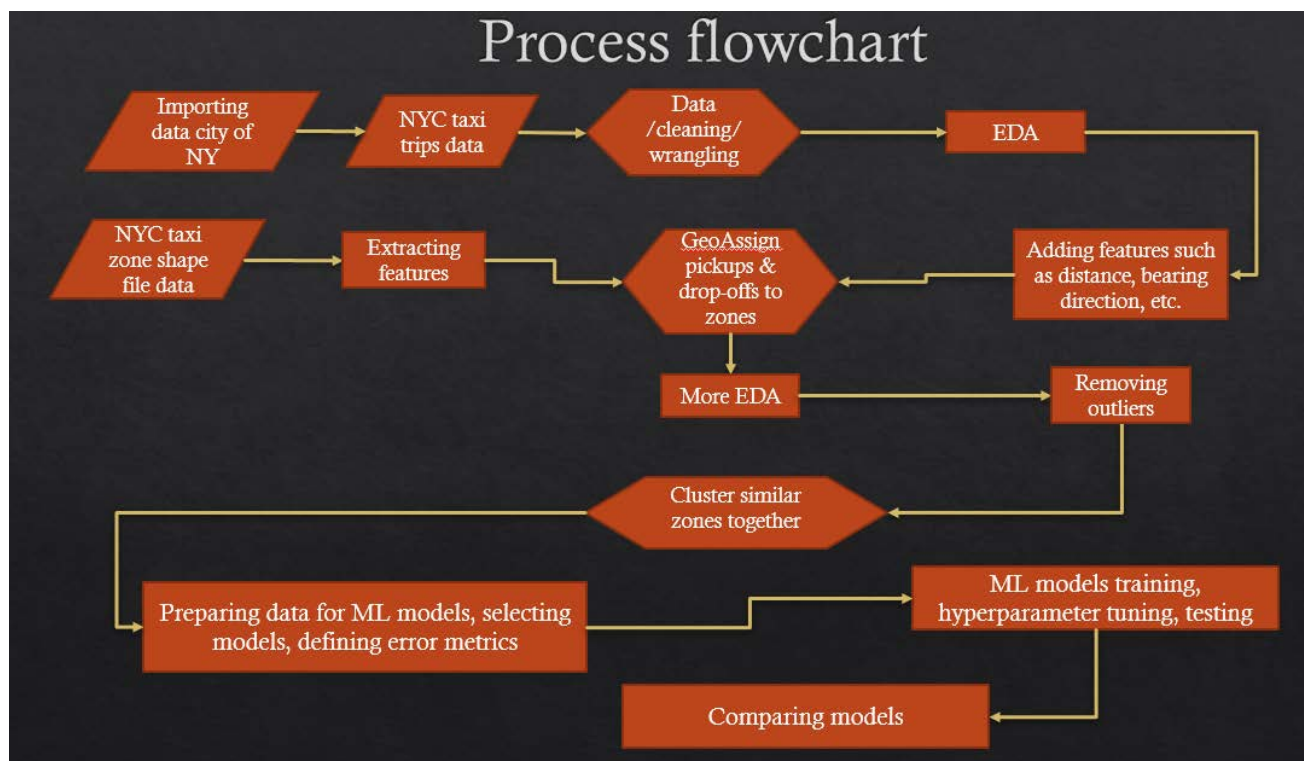 Process flowchart
Importing
data city of
NY
NYC taxi
trips data
Data
/cleaning/
wrangling
EDA
NYC taxi
zone shape
file data
Extracting
features
GeoAssign
pickups &
drop-offs to
zones
Adding features such
as distance, bearing
direction, etc.
More EDA
Removing
outliers
Cluster similar
zones together
Preparing data for ML models, selecting
models, defining error metrics
ML models training,
hyperparameter tuning, testing
Comparing models